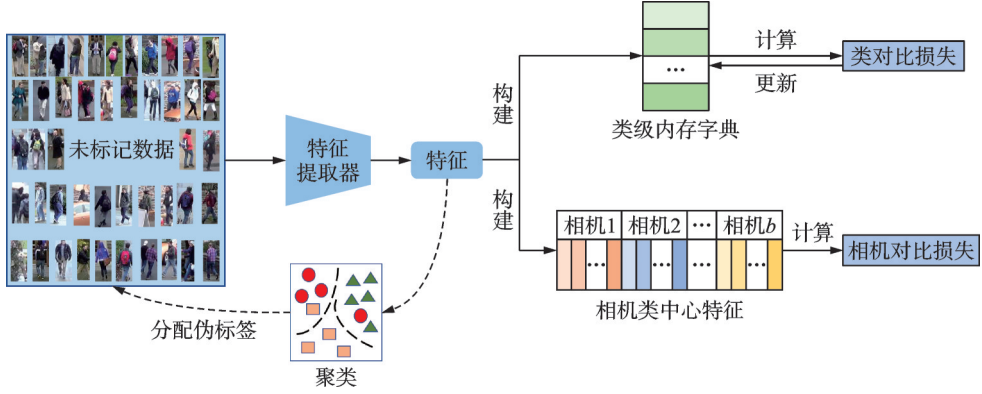 未标记数据
特征
提取器
特征
构建
构建
…
类级内存字典
计算
更新
类对比损失
相机1 相机2 … 相机b
… … … …
相机类中心特征
计算
相机对比损失
分配伪标签
聚类